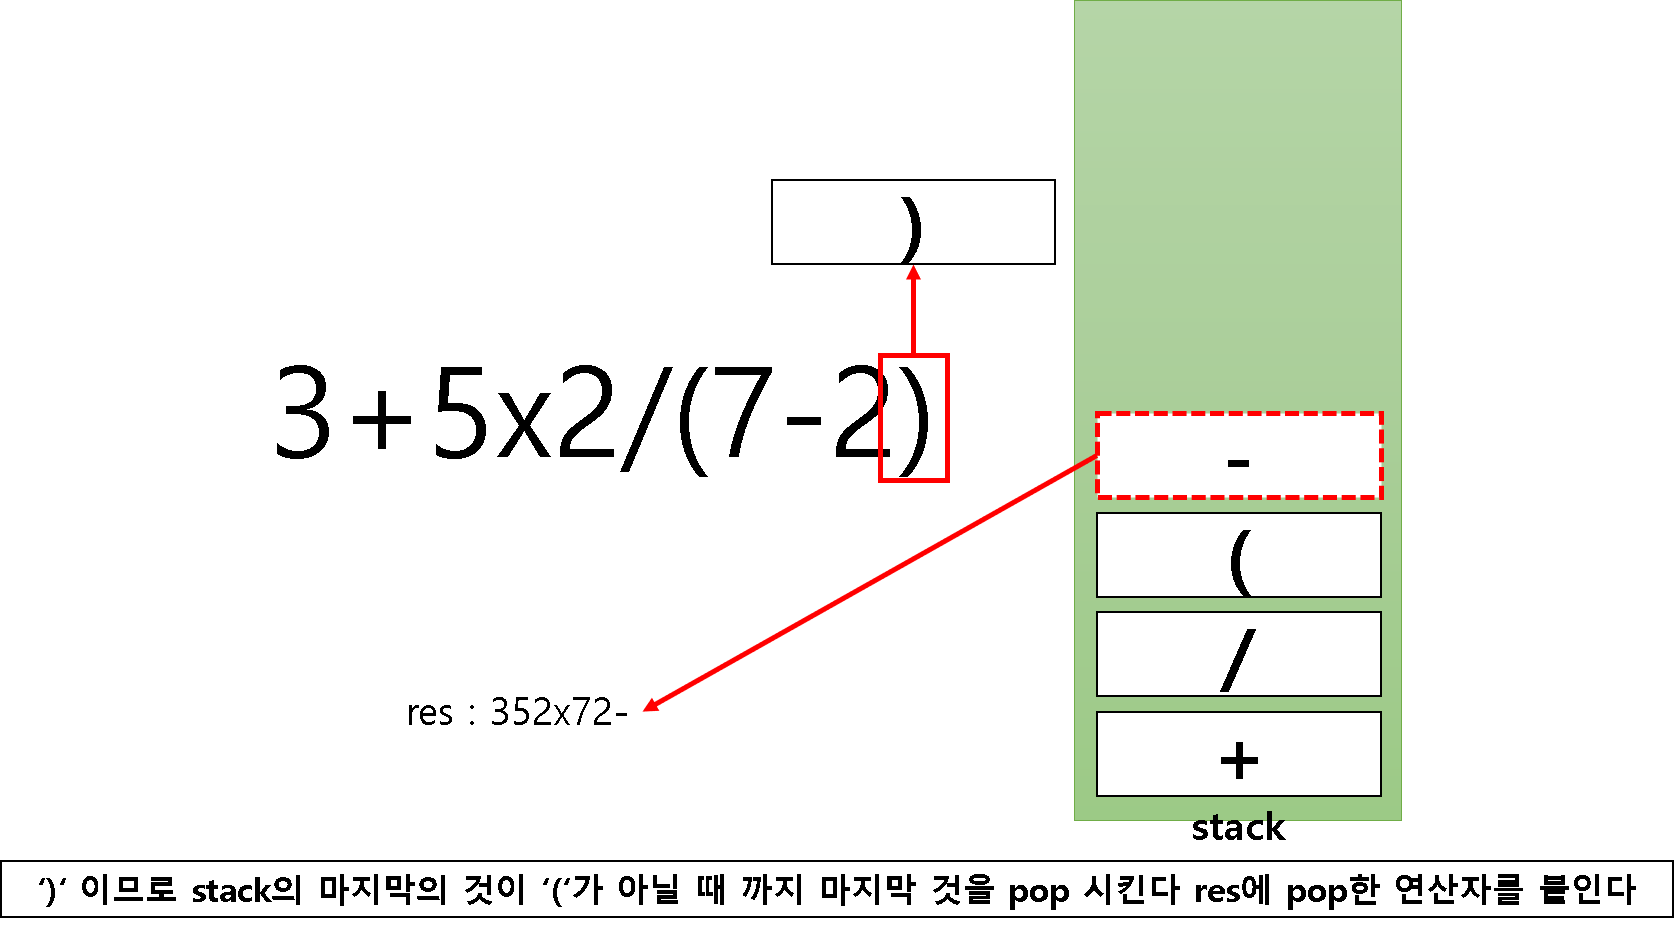 )
3+5x2/(7-2)
-
(
/
res : 352x72-
+
stack
‘)‘ 이므로 stack의 마지막의 것이 ‘(‘가 아닐 때 까지 마지막 것을 pop 시킨다 res에 pop한 연산자를 붙인다